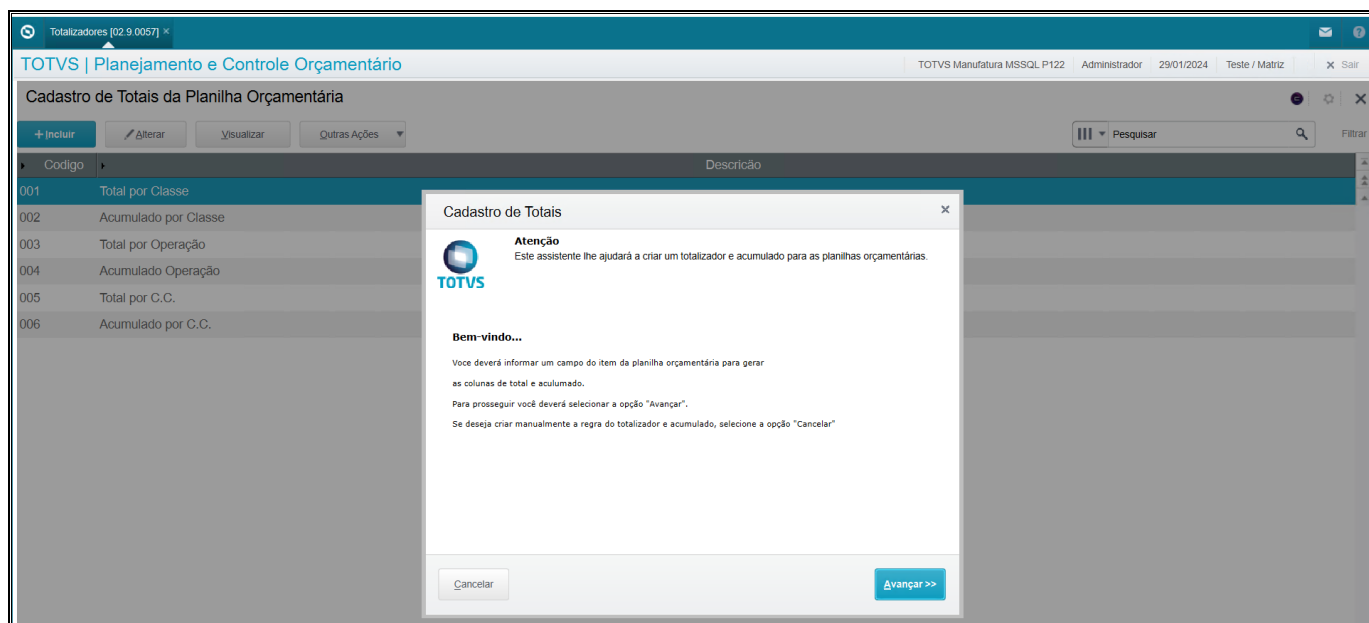 Totalizadores [02.9.0057] ×
TOTVS | Planejamento e Controle Orçamentário
TOTVS Manufatura MSSQL P122 Administrador 29/01/2024 Teste / Matriz × Sair
Cadastro de Totais da Planilha Orçamentária
+ Incluir Alterar Visualizar Outras Ações Pesquisar Filtrar
Codigo Descricão
001 Total por Classe
002 Acumulado por Classe
003 Total por Operação
004 Acumulado Operação
005 Total por C.C.
006 Acumulado por C.C.
Cadastro de Totais ×
Atenção
Este assistente lhe ajudará a criar um totalizador e acumulado para as planilhas orçamentárias.
TOTVS
Bem-vindo...
Voce deverá informar um campo do item da planilha orçamentária para gerar
as colunas de total e aculumado.
Para prosseguir você deverá selecionar a opção "Avançar".
Se deseja criar manualmente a regra do totalizador e acumulado, selecione a opção "Cancelar"
Cancelar Avançar >>